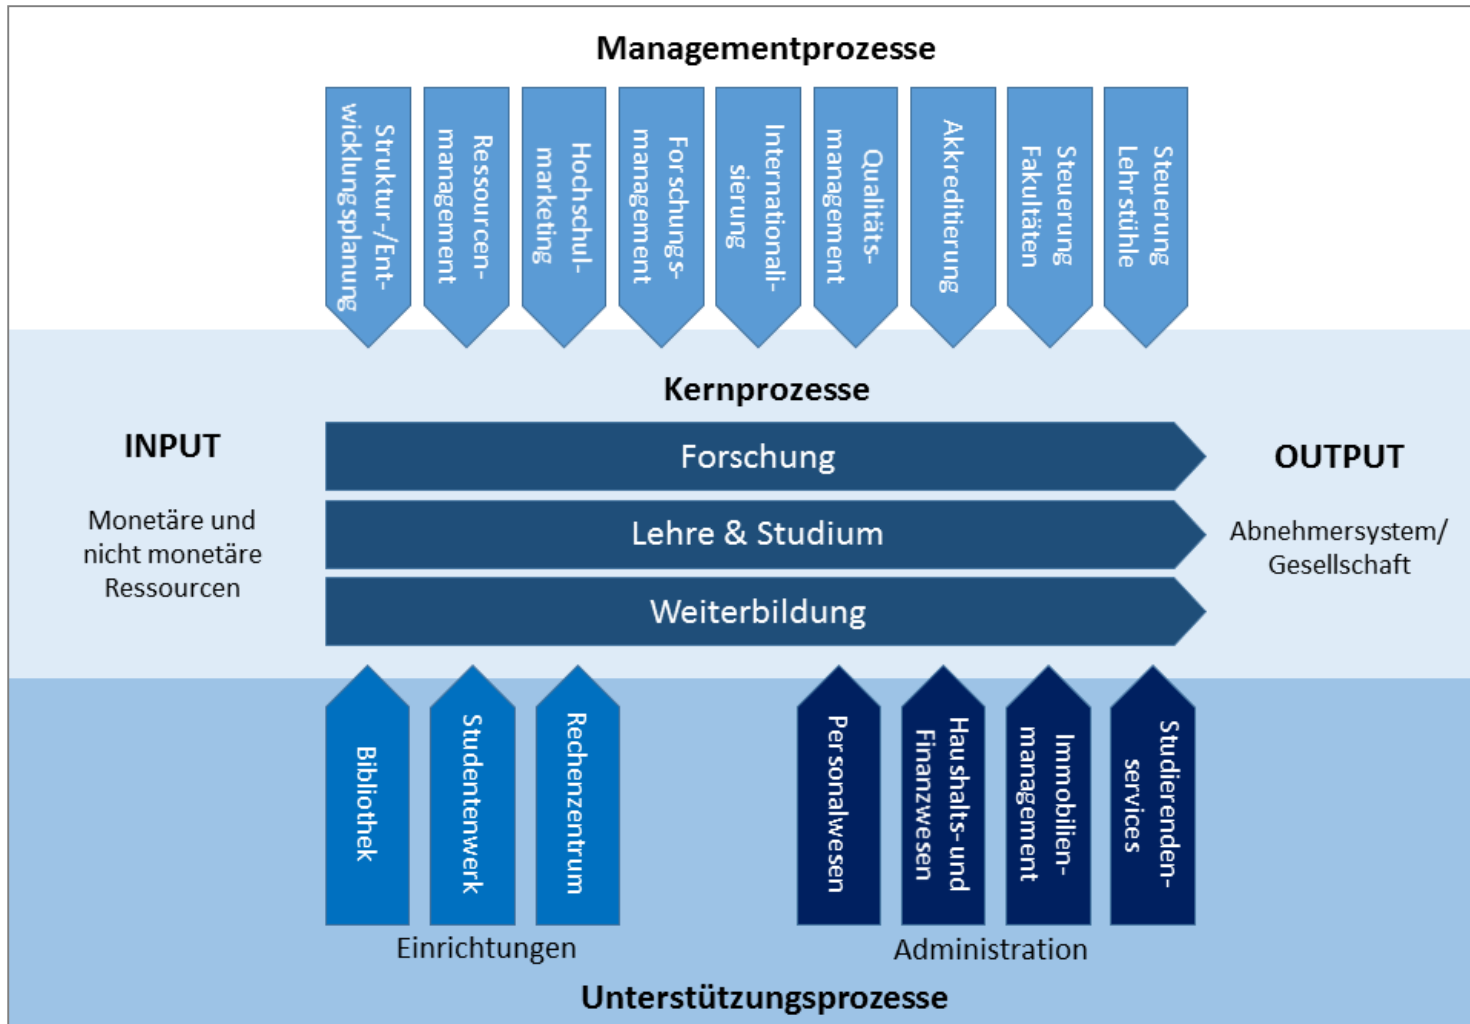 Managementprozesse
Struktur-/Ent-
wicklungsplanung
Ressourcen-
management
Hochschul-
marketing
Forschungs-
management
Internationali-
sierung
Qualitäts-
management
Akkreditierung
Steuerung
Fakultäten
Steuerung
Lehrstühle
Kernprozesse
INPUT
Monetäre und
nicht monetäre
Ressourcen
Forschung
Lehre & Studium
Weiterbildung
OUTPUT
Abnehmersystem/
Gesellschaft
Bibliothek
Studentenwerk
Rechenzentrum
Einrichtungen
Personalwesen
Haushalts- und
Finanzwesen
Immobilien-
management
Studierenden-
services
Administration
Unterstützungsprozesse